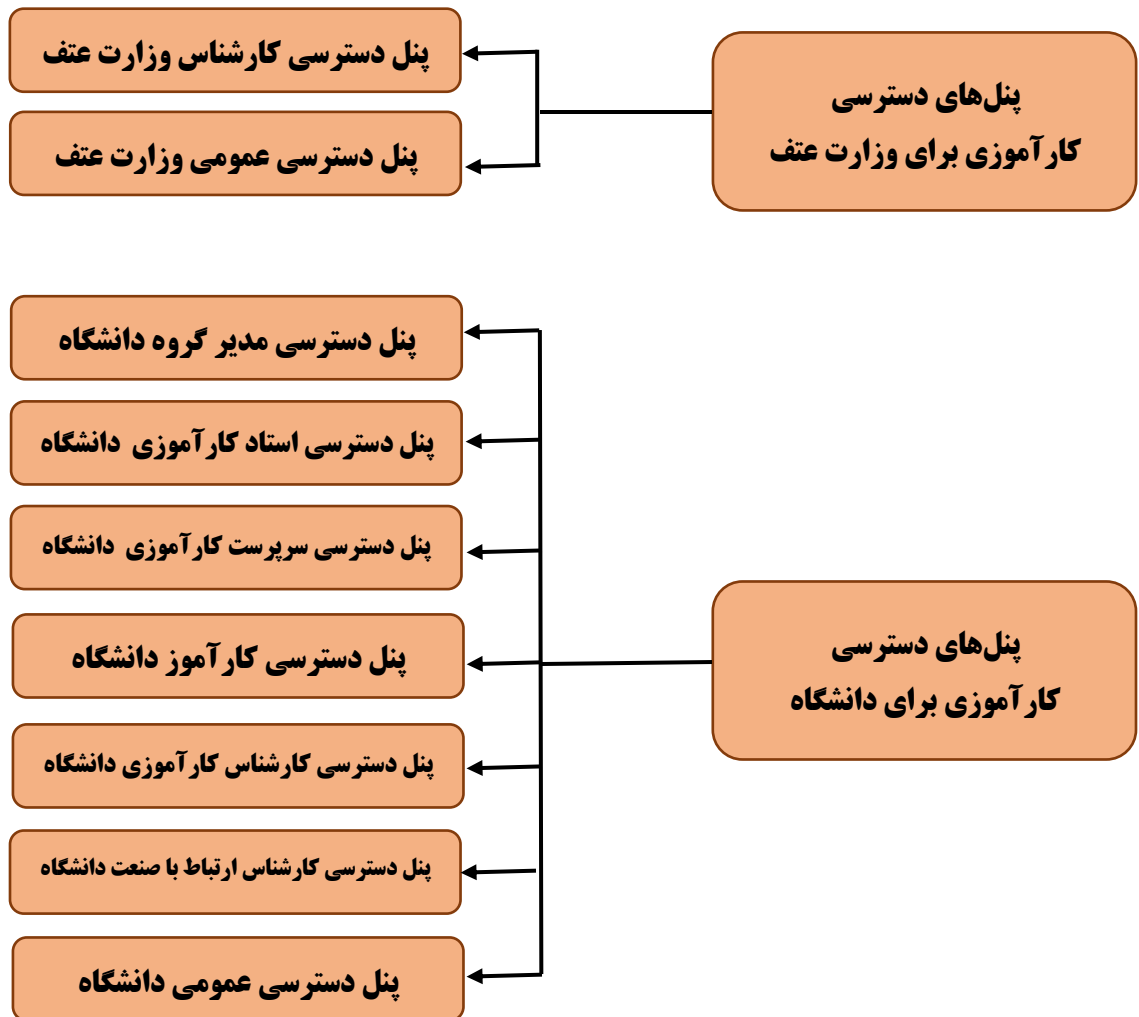 پنل‌های دسترسی
کارآموزی برای وزارت عتف
پنل دسترسی کارشناس وزارت عتف
پنل دسترسی عمومی وزارت عتف
پنل‌های دسترسی
کارآموزی برای دانشگاه
پنل دسترسی مدیر گروه دانشگاه
پنل دسترسی استاد کارآموزی دانشگاه
پنل دسترسی سرپرست کارآموزی دانشگاه
پنل دسترسی کارآموز دانشگاه
پنل دسترسی کارشناس کارآموزی دانشگاه
پنل دسترسی کارشناس ارتباط با صنعت دانشگاه
پنل دسترسی عمومی دانشگاه